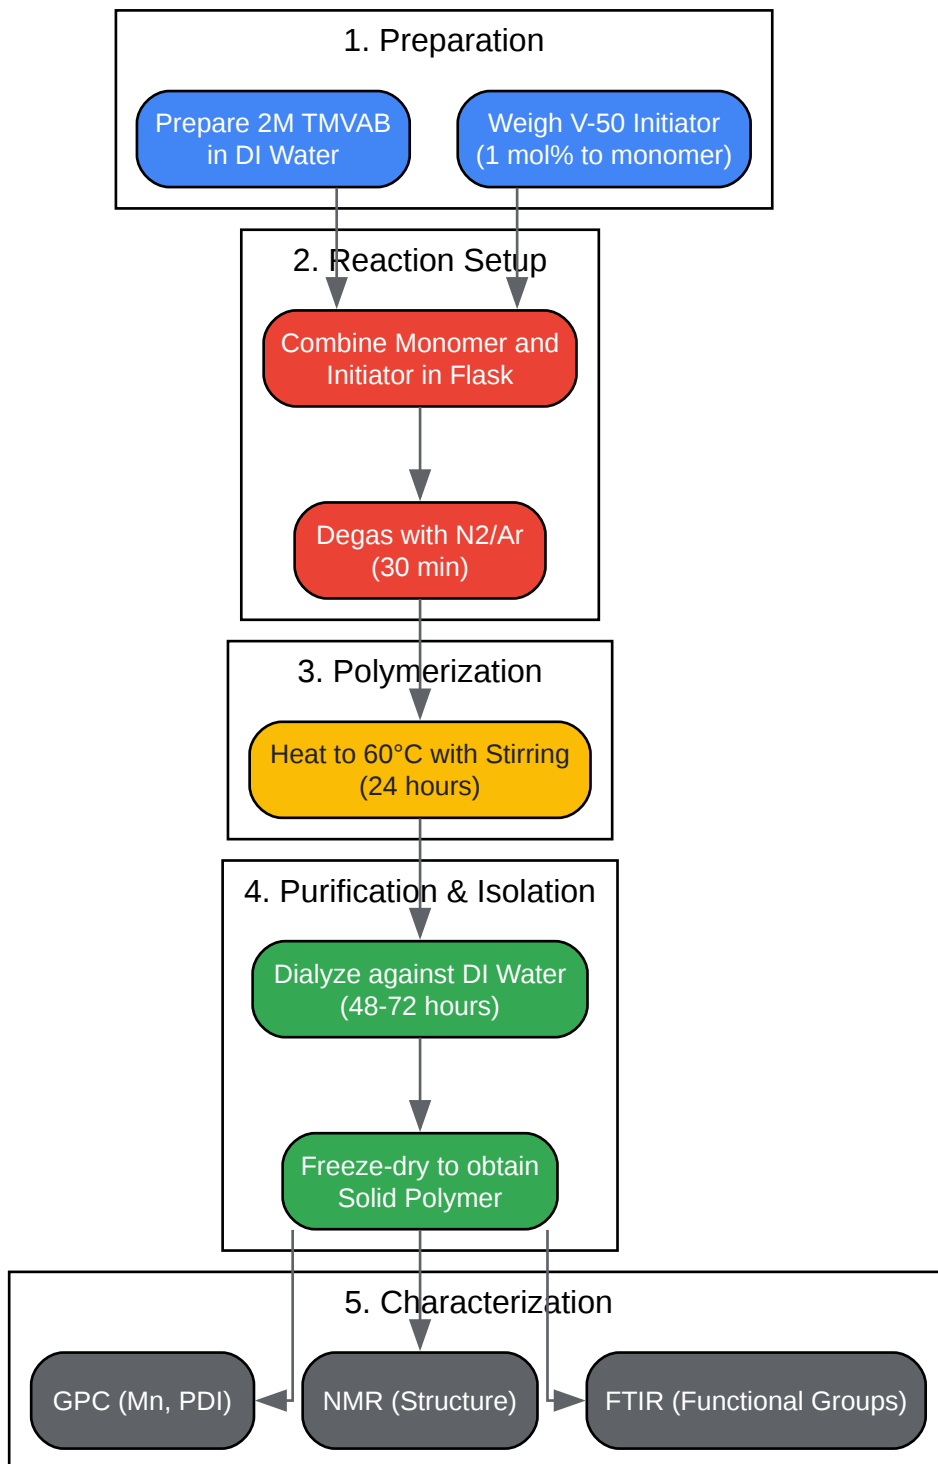 1. Preparation
Prepare 2M TMVAB
in DI Water
Weigh V-50 Initiator
(1 mol% to monomer)
2. Reaction Setup
Combine Monomer and
Initiator in Flask
Degas with N2/Ar
(30 min)
3. Polymerization
Heat to 60°C with Stirring
(24 hours)
4. Purification & Isolation
Dialyze against DI Water
(48-72 hours)
Freeze-dry to obtain
Solid Polymer
5. Characterization
GPC (Mn, PDI)
NMR (Structure)
FTIR (Functional Groups)